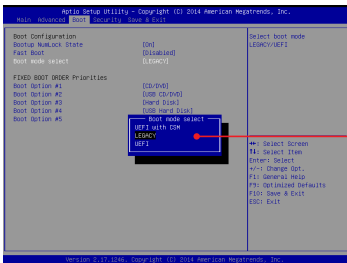 Aptio Setup Utility – Copyright (C) 2014 American Megatrends, Inc.
Main Advanced Boot Security Save & Exit
Boot Configuration
Bootup NumLock State [On]
Fast Boot [Disabled]
Boot mode select [LEGACY]
FIXED BOOT ORDER Priorities
Boot Option #1 [CD/DVD]
Boot Option #2 [USB CD/DVD]
Boot Option #3 [Hard Disk]
Boot Option #4 [USB Hard Disk]
Boot Option #5
Boot mode select
UEFI with CSM
LEGACY
UEFI
Select boot mode
LEGACY/UEFI
→←: Select Screen
↑↓: Select Item
Enter: Select
+/-: Change Opt.
F1: General Help
F9: Optimized Defaults
F10: Save & Exit
ESC: Exit
Version 2.17.1246. Copyright (C) 2014 American Megatrends, Inc.